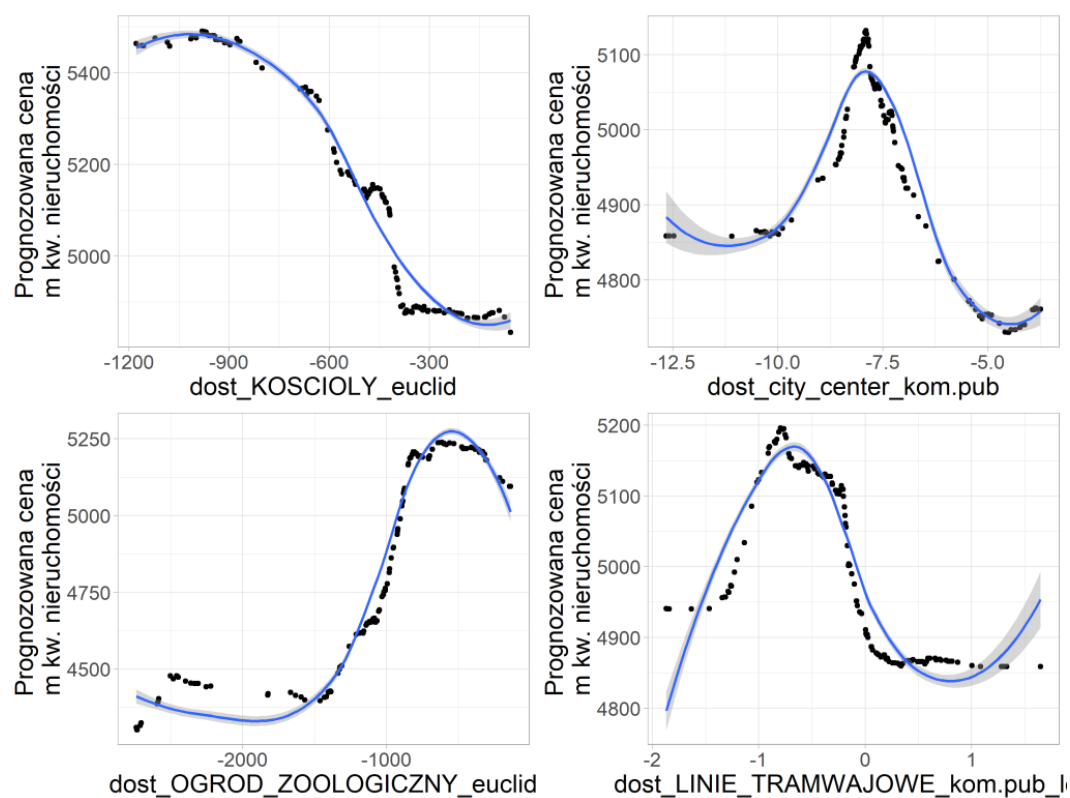 Prognozowana cena
m kw. nieruchomości
5400
5200
5000
-1200
-900
-600
-300
dost_KOSCIOLY_euclid
Prognozowana cena
m kw. nieruchomości
5100
5000
4900
4800
-12.5
-10.0
-7.5
-5.0
dost_city_center_kom.pub
Prognozowana cena
m kw. nieruchomości
5250
5000
4750
4500
-2000
-1000
dost_OGROD_ZOOLOGICZNY_euclid
Prognozowana cena
m kw. nieruchomości
5200
5100
5000
4900
4800
-2
-1
0
1
dost_LINIE_TRAMWAJOWE_kom.pub_l